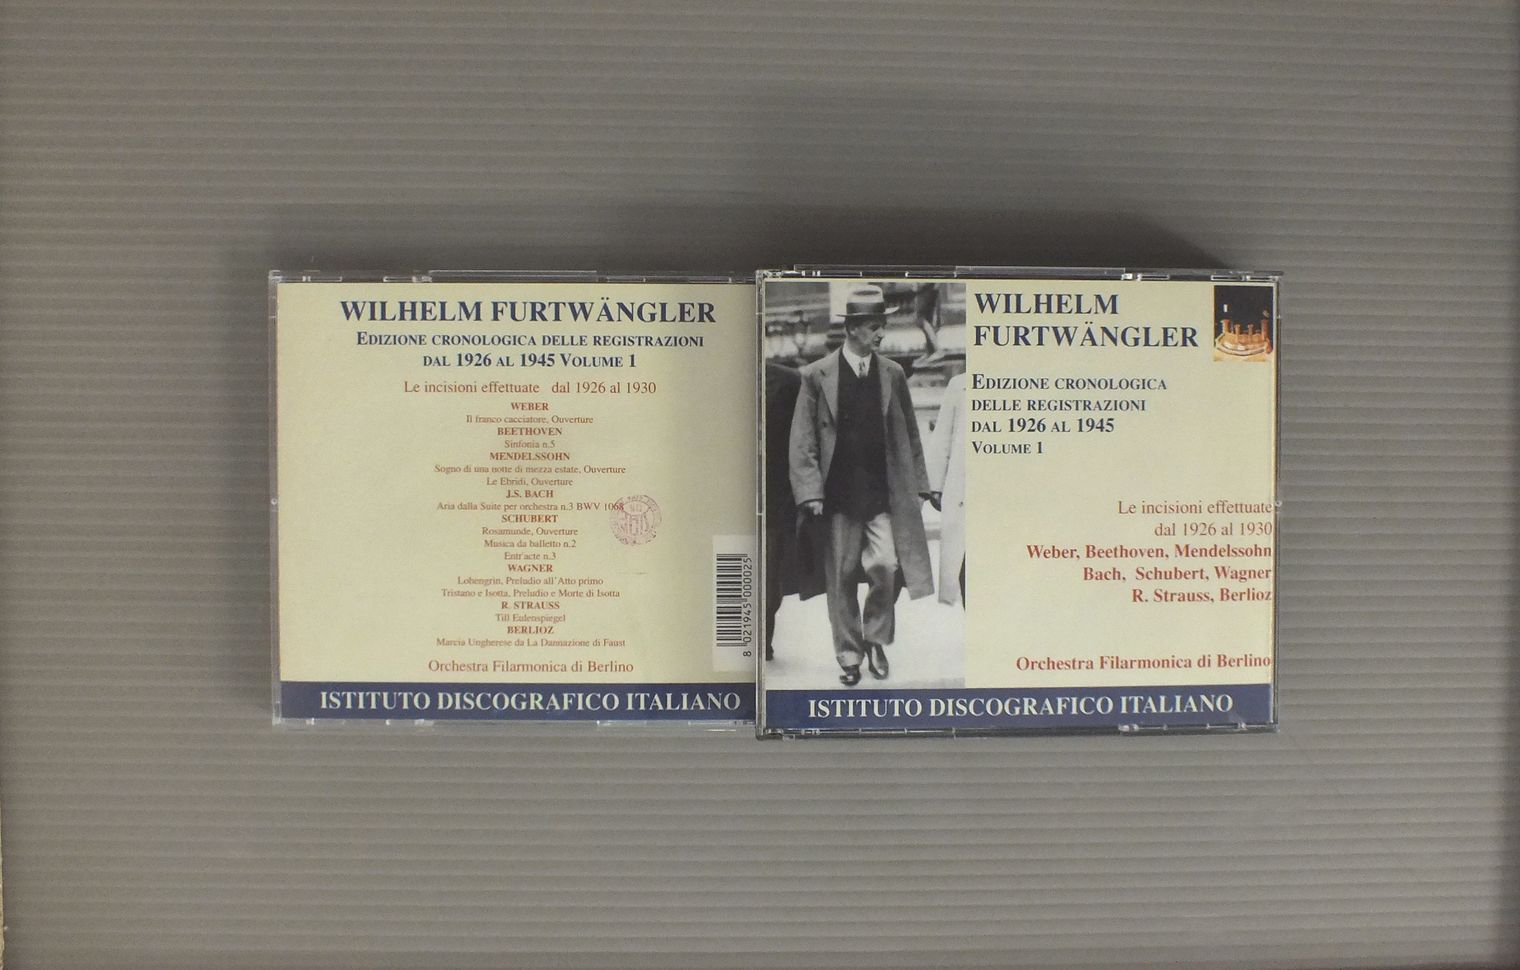 WILHELM FURTWÄNGLER
EDIZIONE CRONOLOGICA DELLE REGISTRAZIONI
DAL 1926 AL 1945 VOLUME 1
Le incisioni effettuate dal 1926 al 1930
WEBER
Il franco cacciatore, Ouverture
BEETHOVEN
Sinfonia n.5
MENDELSSOHN
Sogno di una notte di mezza estate, Ouverture
Le Ebridi, Ouverture
J.S. BACH
Aria dalla Suite per orchestra n.3 BWV 1068
SCHUBERT
Rosamunde, Ouverture
Musica da balletto n.2
Entr'acte n.3
WAGNER
Lohengrin, Preludio all'Atto primo
Tristano e Isotta, Preludio e Morte di Isotta
R. STRAUSS
Till Eulenspiegel
BERLIOZ
Marcia Ungherese da La Dannazione di Faust
Orchestra Filarmonica di Berlino
ISTITUTO DISCOGRAFICO ITALIANO
8 021945 000025
WILHELM
FURTWÄNGLER
EDIZIONE CRONOLOGICA
DELLE REGISTRAZIONI
DAL 1926 AL 1945
VOLUME 1
Le incisioni effettuate
dal 1926 al 1930
Weber, Beethoven, Mendelssohn
Bach, Schubert, Wagner
R. Strauss, Berlioz
Orchestra Filarmonica di Berlino
ISTITUTO DISCOGRAFICO ITALIANO